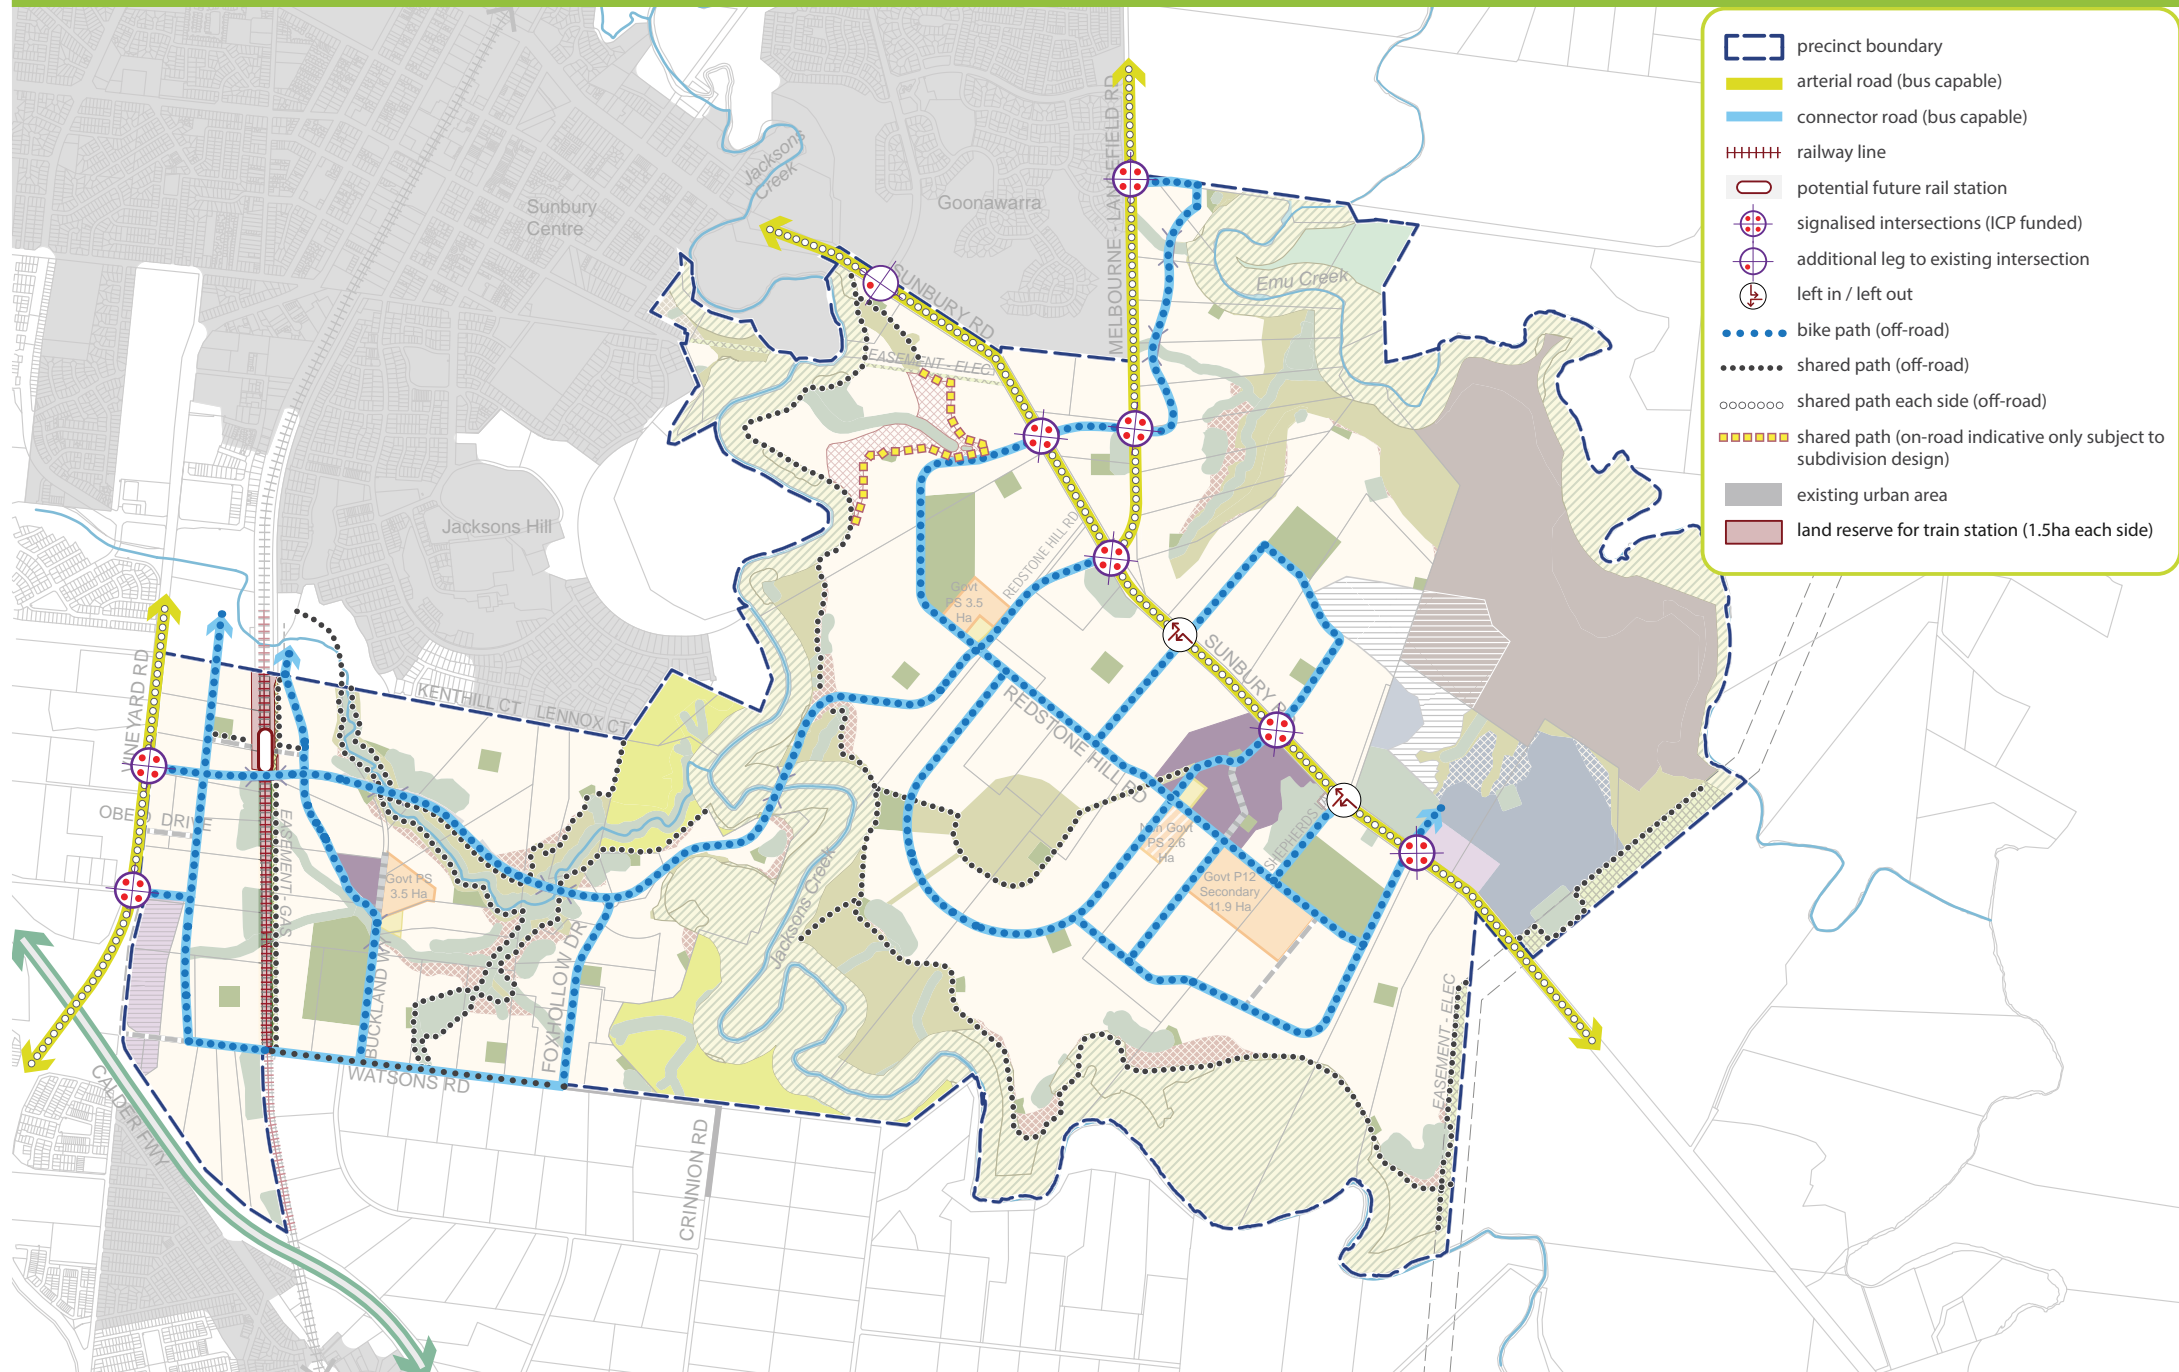 precinct boundary
arterial road (bus capable)
connector road (bus capable)
railway line
potential future rail station
signalised intersections (ICP funded)
additional leg to existing intersection
left in / left out
bike path (off-road)
shared path (off-road)
shared path each side (off-road)
shared path (on-road indicative only subject to
subdivision design)
existing urban area
land reserve for train station (1.5ha each side)
Jacksons
Creek
Sunbury
Centre
Goonawarra
MELBOURNE - LANCEFIELD RD
SUNBURY RD
Emu Creek
EASEMENT - ELEC
Jacksons Hill
REDSTONE HILL RD
Govt
PS 3.5
Ha
SUNBURY RD
VINEYARD RD
KENTHILL CT
LENNOX CT
REDSTONE HILL RD
OBEID DRIVE
EASEMENT - GAS
Non Govt
PS 2.6
Ha
SHEPHERDS
Govt PS
3.5 Ha
Govt P12
Secondary
11.9 Ha
Jacksons Creek
BUCKLAND WY
FOXHOLLOW DR
EASEMENT - ELEC
WATSONS RD
CALDER FWY
CRINNION RD